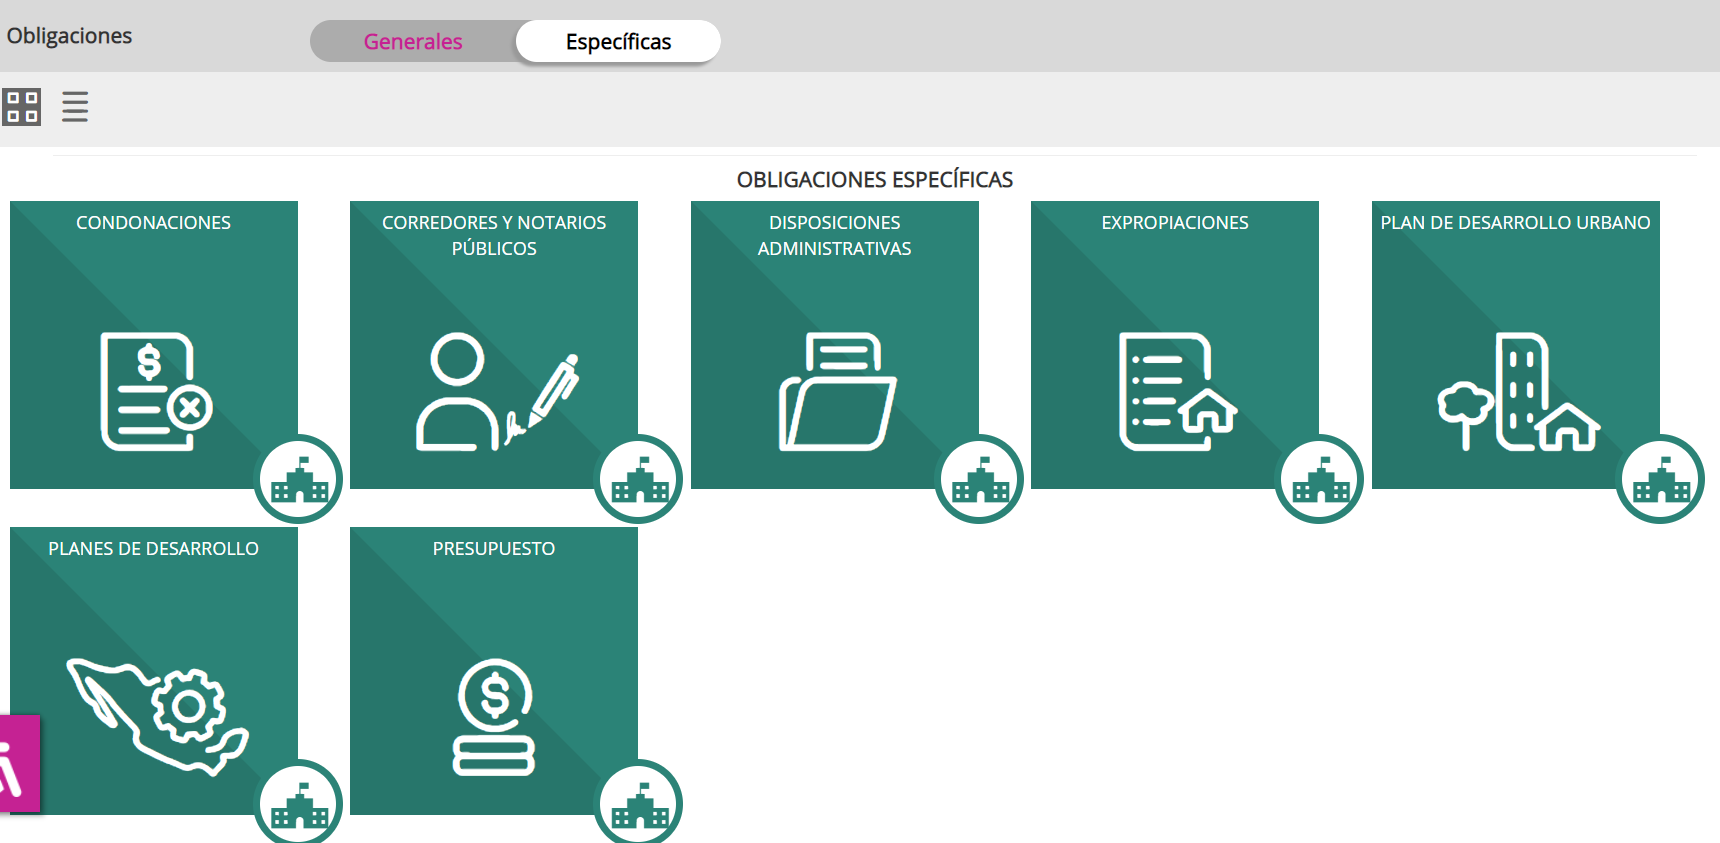 Obligaciones
Generales
Específicas
OBLIGACIONES ESPECÍFICAS
CONDONACIONES
CORREDORES Y NOTARIOS
PÚBLICOS
DISPOSICIONES
ADMINISTRATIVAS
EXPROPIACIONES
PLAN DE DESARROLLO URBANO
PLANES DE DESARROLLO
PRESUPUESTO